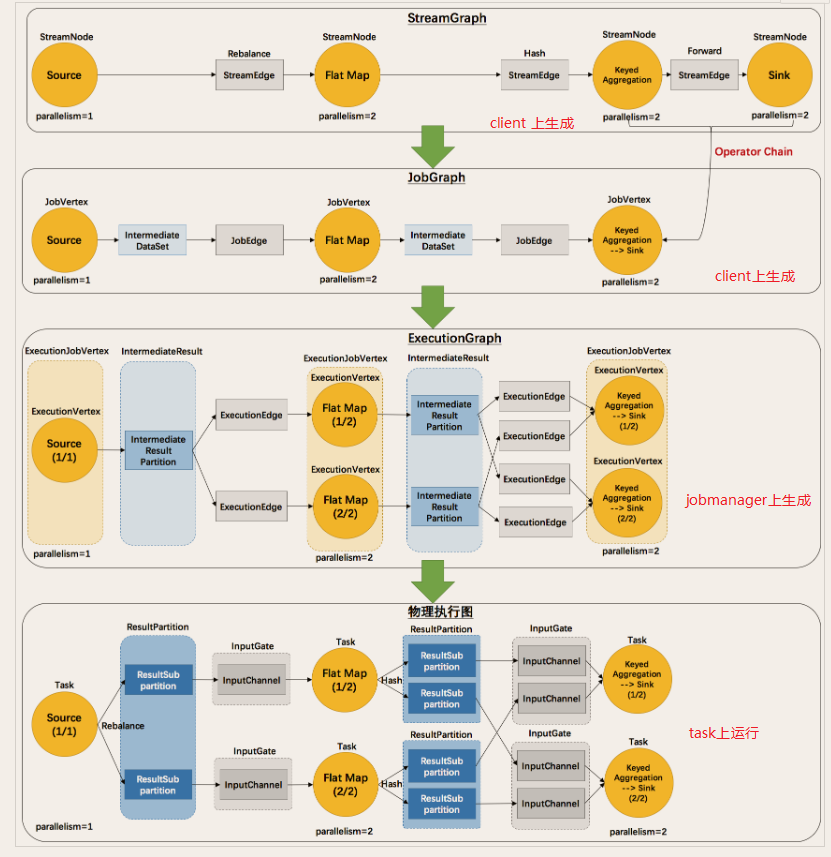 StreamGraph
StreamNode
Source
parallelism=1
Rebalance
StreamEdge
StreamNode
Flat Map
parallelism=2
Hash
StreamEdge
StreamNode
Keyed
Aggregation
parallelism=2
Forward
StreamEdge
StreamNode
Sink
parallelism=2
client 上生成
Operator Chain
JobGraph
JobVertex
Source
parallelism=1
Intermediate
DataSet
JobEdge
JobVertex
Flat Map
parallelism=2
Intermediate
DataSet
JobEdge
JobVertex
Keyed
Aggregation
--> Sink
parallelism=2
client上生成
ExecutionGraph
ExecutionJobVertex
ExecutionVertex
Source
(1/1)
parallelism=1
IntermediateResult
Intermediate
Result
Partition
ExecutionEdge
ExecutionEdge
ExecutionJobVertex
ExecutionVertex
Flat Map
(1/2)
ExecutionVertex
Flat Map
(2/2)
parallelism=2
IntermediateResult
Intermediate
Result
Partition
Intermediate
Result
Partition
ExecutionEdge
ExecutionEdge
ExecutionEdge
ExecutionEdge
ExecutionJobVertex
ExecutionVertex
Keyed
Aggregation
--> Sink
(1/2)
ExecutionVertex
Keyed
Aggregation
--> Sink
(2/2)
parallelism=2
jobmanager上生成
物理执行图
Task
Source
(1/1)
parallelism=1
Rebalance
ResultPartition
ResultSub
partition
ResultSub
partition
InputGate
InputChannel
InputGate
InputChannel
Task
Flat Map
(1/2)
Hash
Task
Flat Map
(2/2)
Hash
parallelism=2
ResultPartition
ResultSub
partition
ResultSub
partition
ResultPartition
ResultSub
partition
ResultSub
partition
InputGate
InputChannel
InputChannel
InputGate
InputChannel
InputChannel
Task
Keyed
Aggregation
--> Sink
(1/2)
Task
Keyed
Aggregation
--> Sink
(2/2)
parallelism=2
task上运行